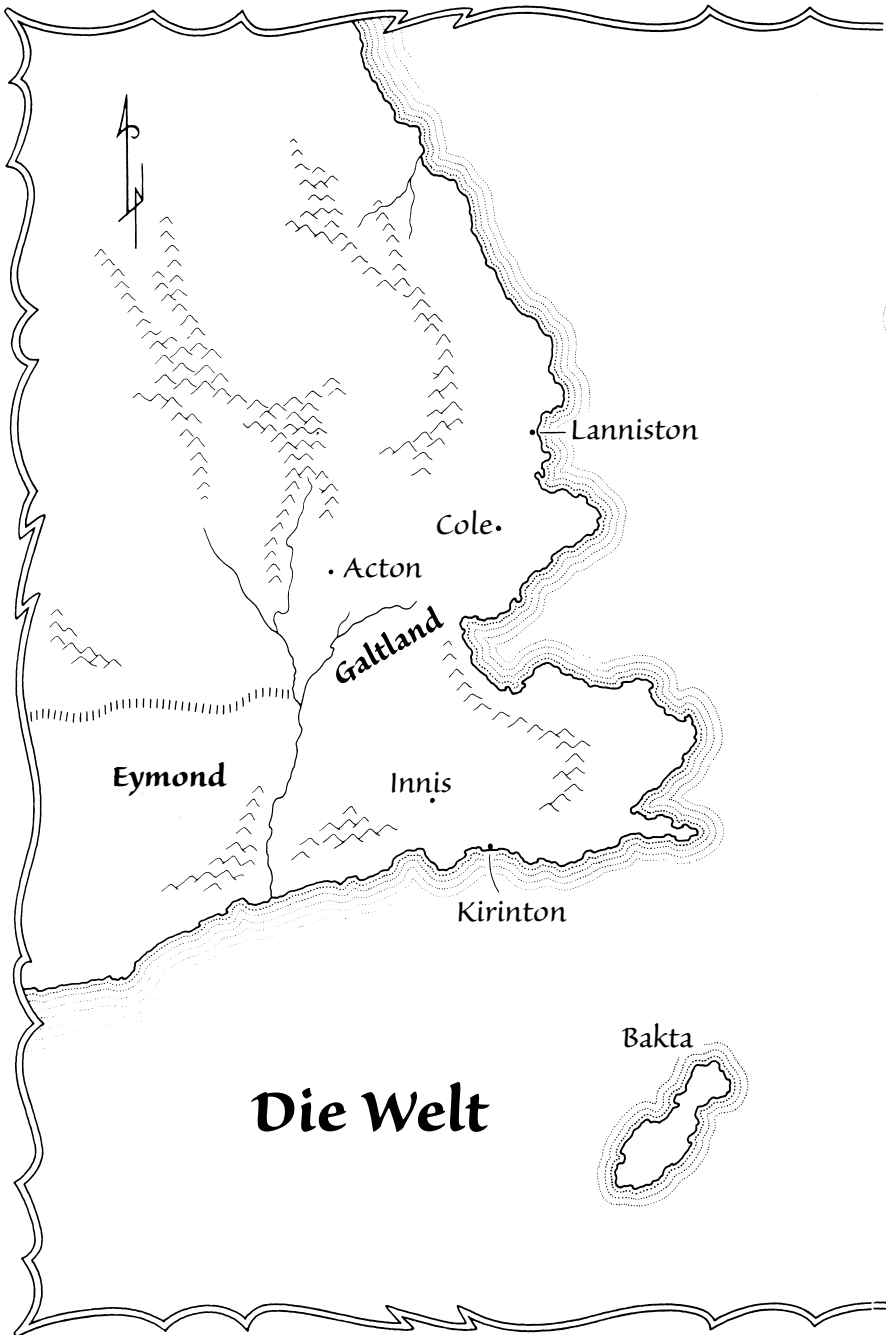 Lanniston
Cole
Acton
Galtland
Eymond
Innis
Kirinton
Bakta
Die Welt